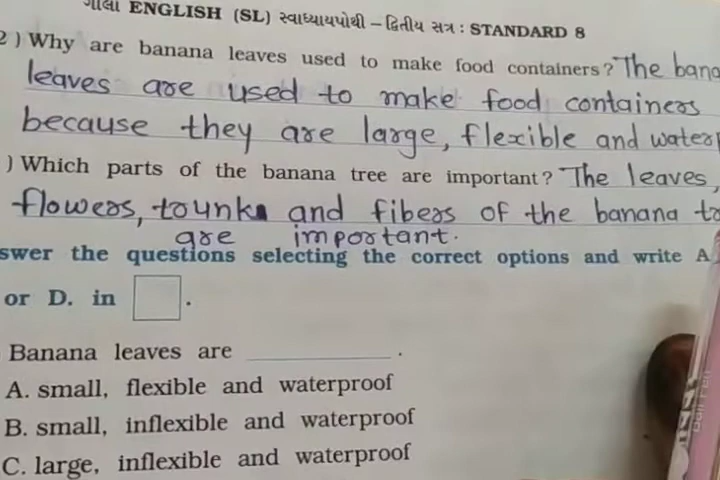 ગાલા ENGLISH (SL) સ્વાધ્યાયપોથી – દ્વિતીય સત્ર : STANDARD 8
2 ) Why are banana leaves used to make food containers? The bana
leaves are used to make food containers
because they are large, flexible and waterp
) Which parts of the banana tree are important? The leaves,
flowers, trunk and fibers of the banana tr
are important.
swer the questions selecting the correct options and write A
or D. in .
Banana leaves are ____________ .
A. small, flexible and waterproof
B. small, inflexible and waterproof
C. large, inflexible and waterproof